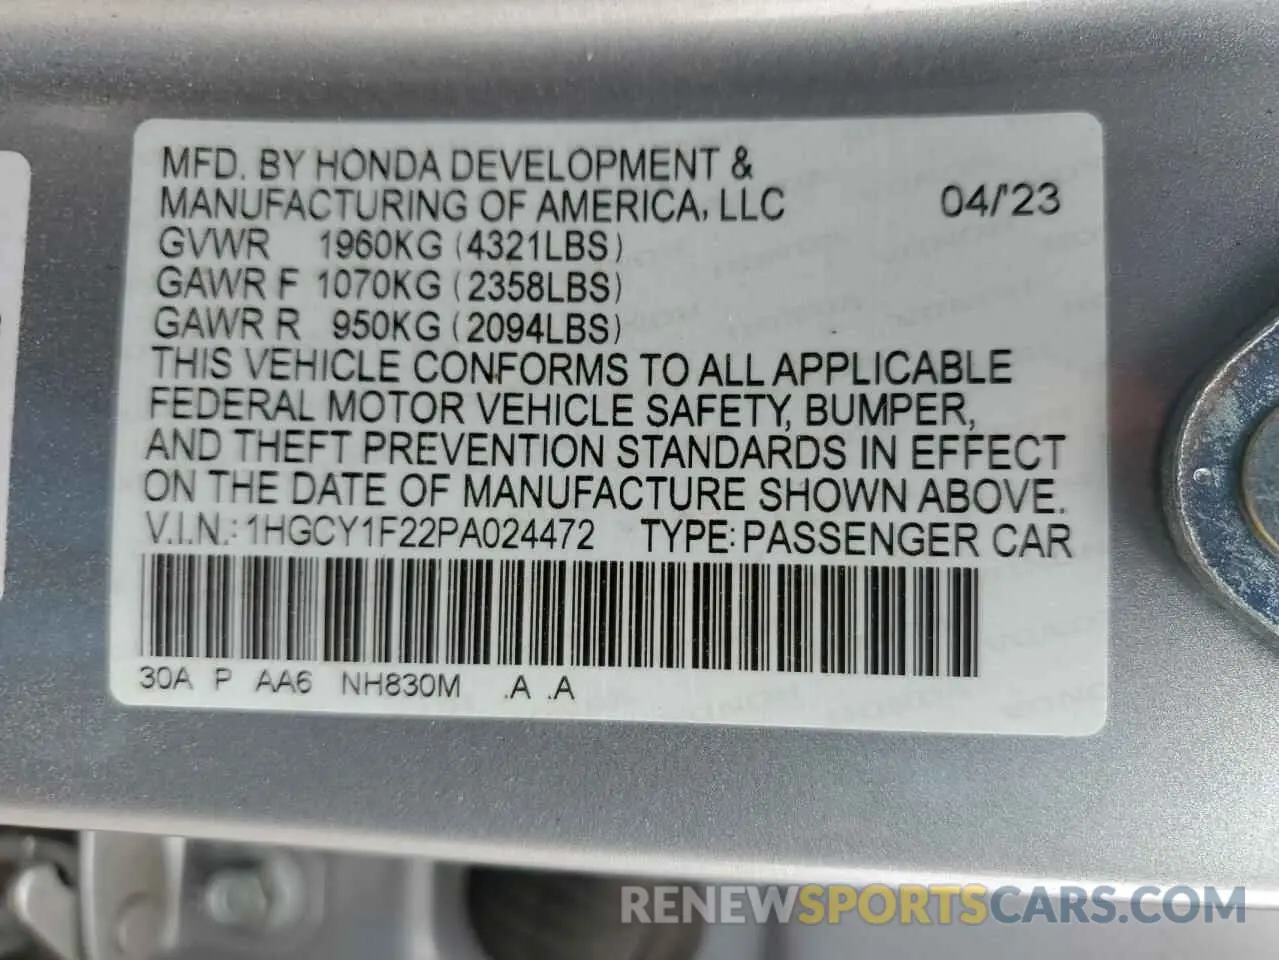 MFD. BY HONDA DEVELOPMENT &
MANUFACTURING OF AMERICA, LLC 04/'23
GVWR 1960KG (4321LBS)
GAWR F 1070KG (2358LBS)
GAWR R 950KG (2094LBS)
THIS VEHICLE CONFORMS TO ALL APPLICABLE
FEDERAL MOTOR VEHICLE SAFETY, BUMPER,
AND THEFT PREVENTION STANDARDS IN EFFECT
ON THE DATE OF MANUFACTURE SHOWN ABOVE.
V.I.N.: 1HGCY1F22PA024472 TYPE: PASSENGER CAR
30A P AA6 NH830M .A .A
RENEWSPORTSCARS.COM